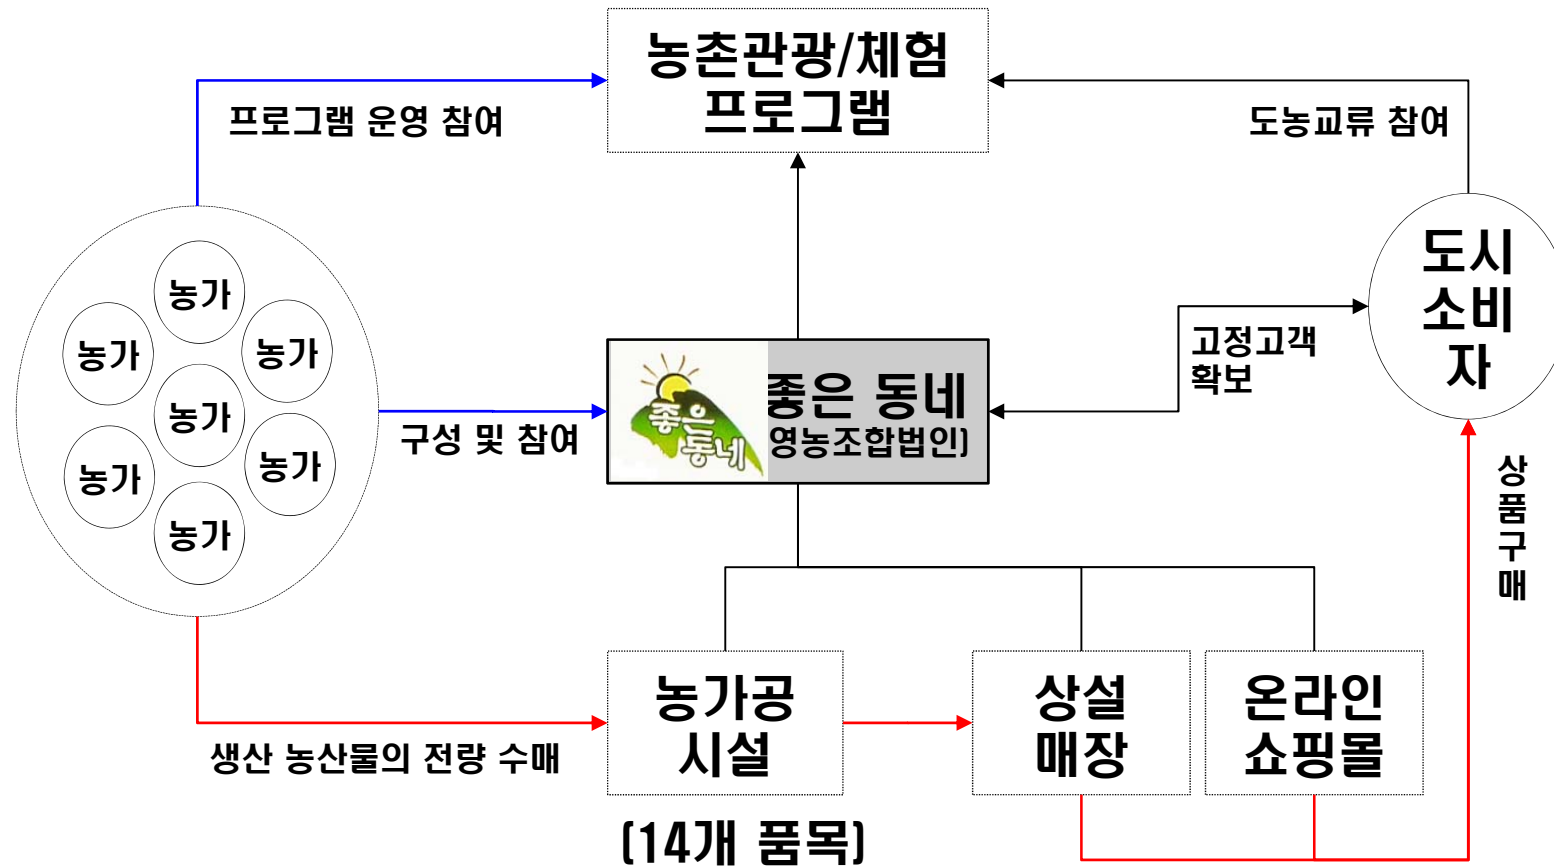 농촌관광/체험
프로그램
프로그램 운영 참여
도농교류 참여
도시
소비
자
농가
농가
농가
농가
농가
농가
농가
구성 및 참여
좋은
동네
좋은 동네
영농조합법인)
고정고객
확보
상
품
구
매
농가공
시설
상설
매장
온라인
쇼핑몰
생산 농산물의 전량 수매
(14개 품목)